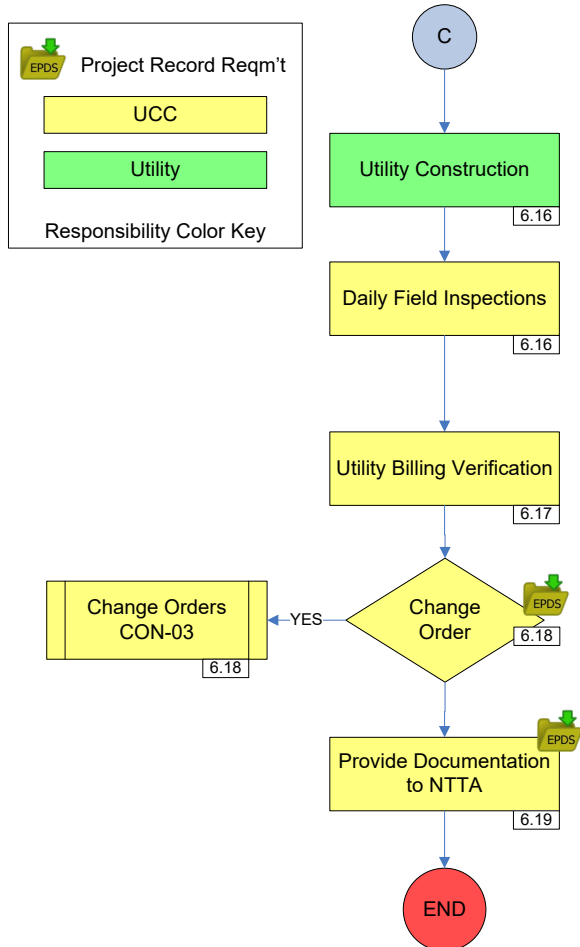 EPDS
Project Record Reqm't
UCC
Utility
Responsibility Color Key
C
Utility Construction
6.16
Daily Field Inspections
6.16
Utility Billing Verification
6.17
Change
Order
EPDS
6.18
YES
Change Orders
CON-03
6.18
EPDS
Provide Documentation
to NTTA
6.19
END